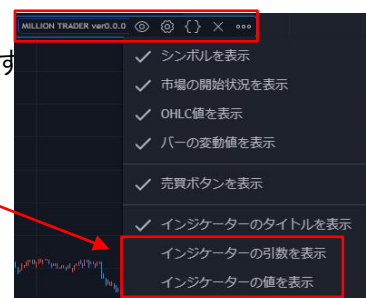 MILLION TRADER ver0.0.0
す
シンボルを表示
市場の開始状況を表示
OHLC値を表示
バーの変動値を表示
売買ボタンを表示
インジケーターのタイトルを表示
インジケーターの引数を表示
インジケーターの値を表示